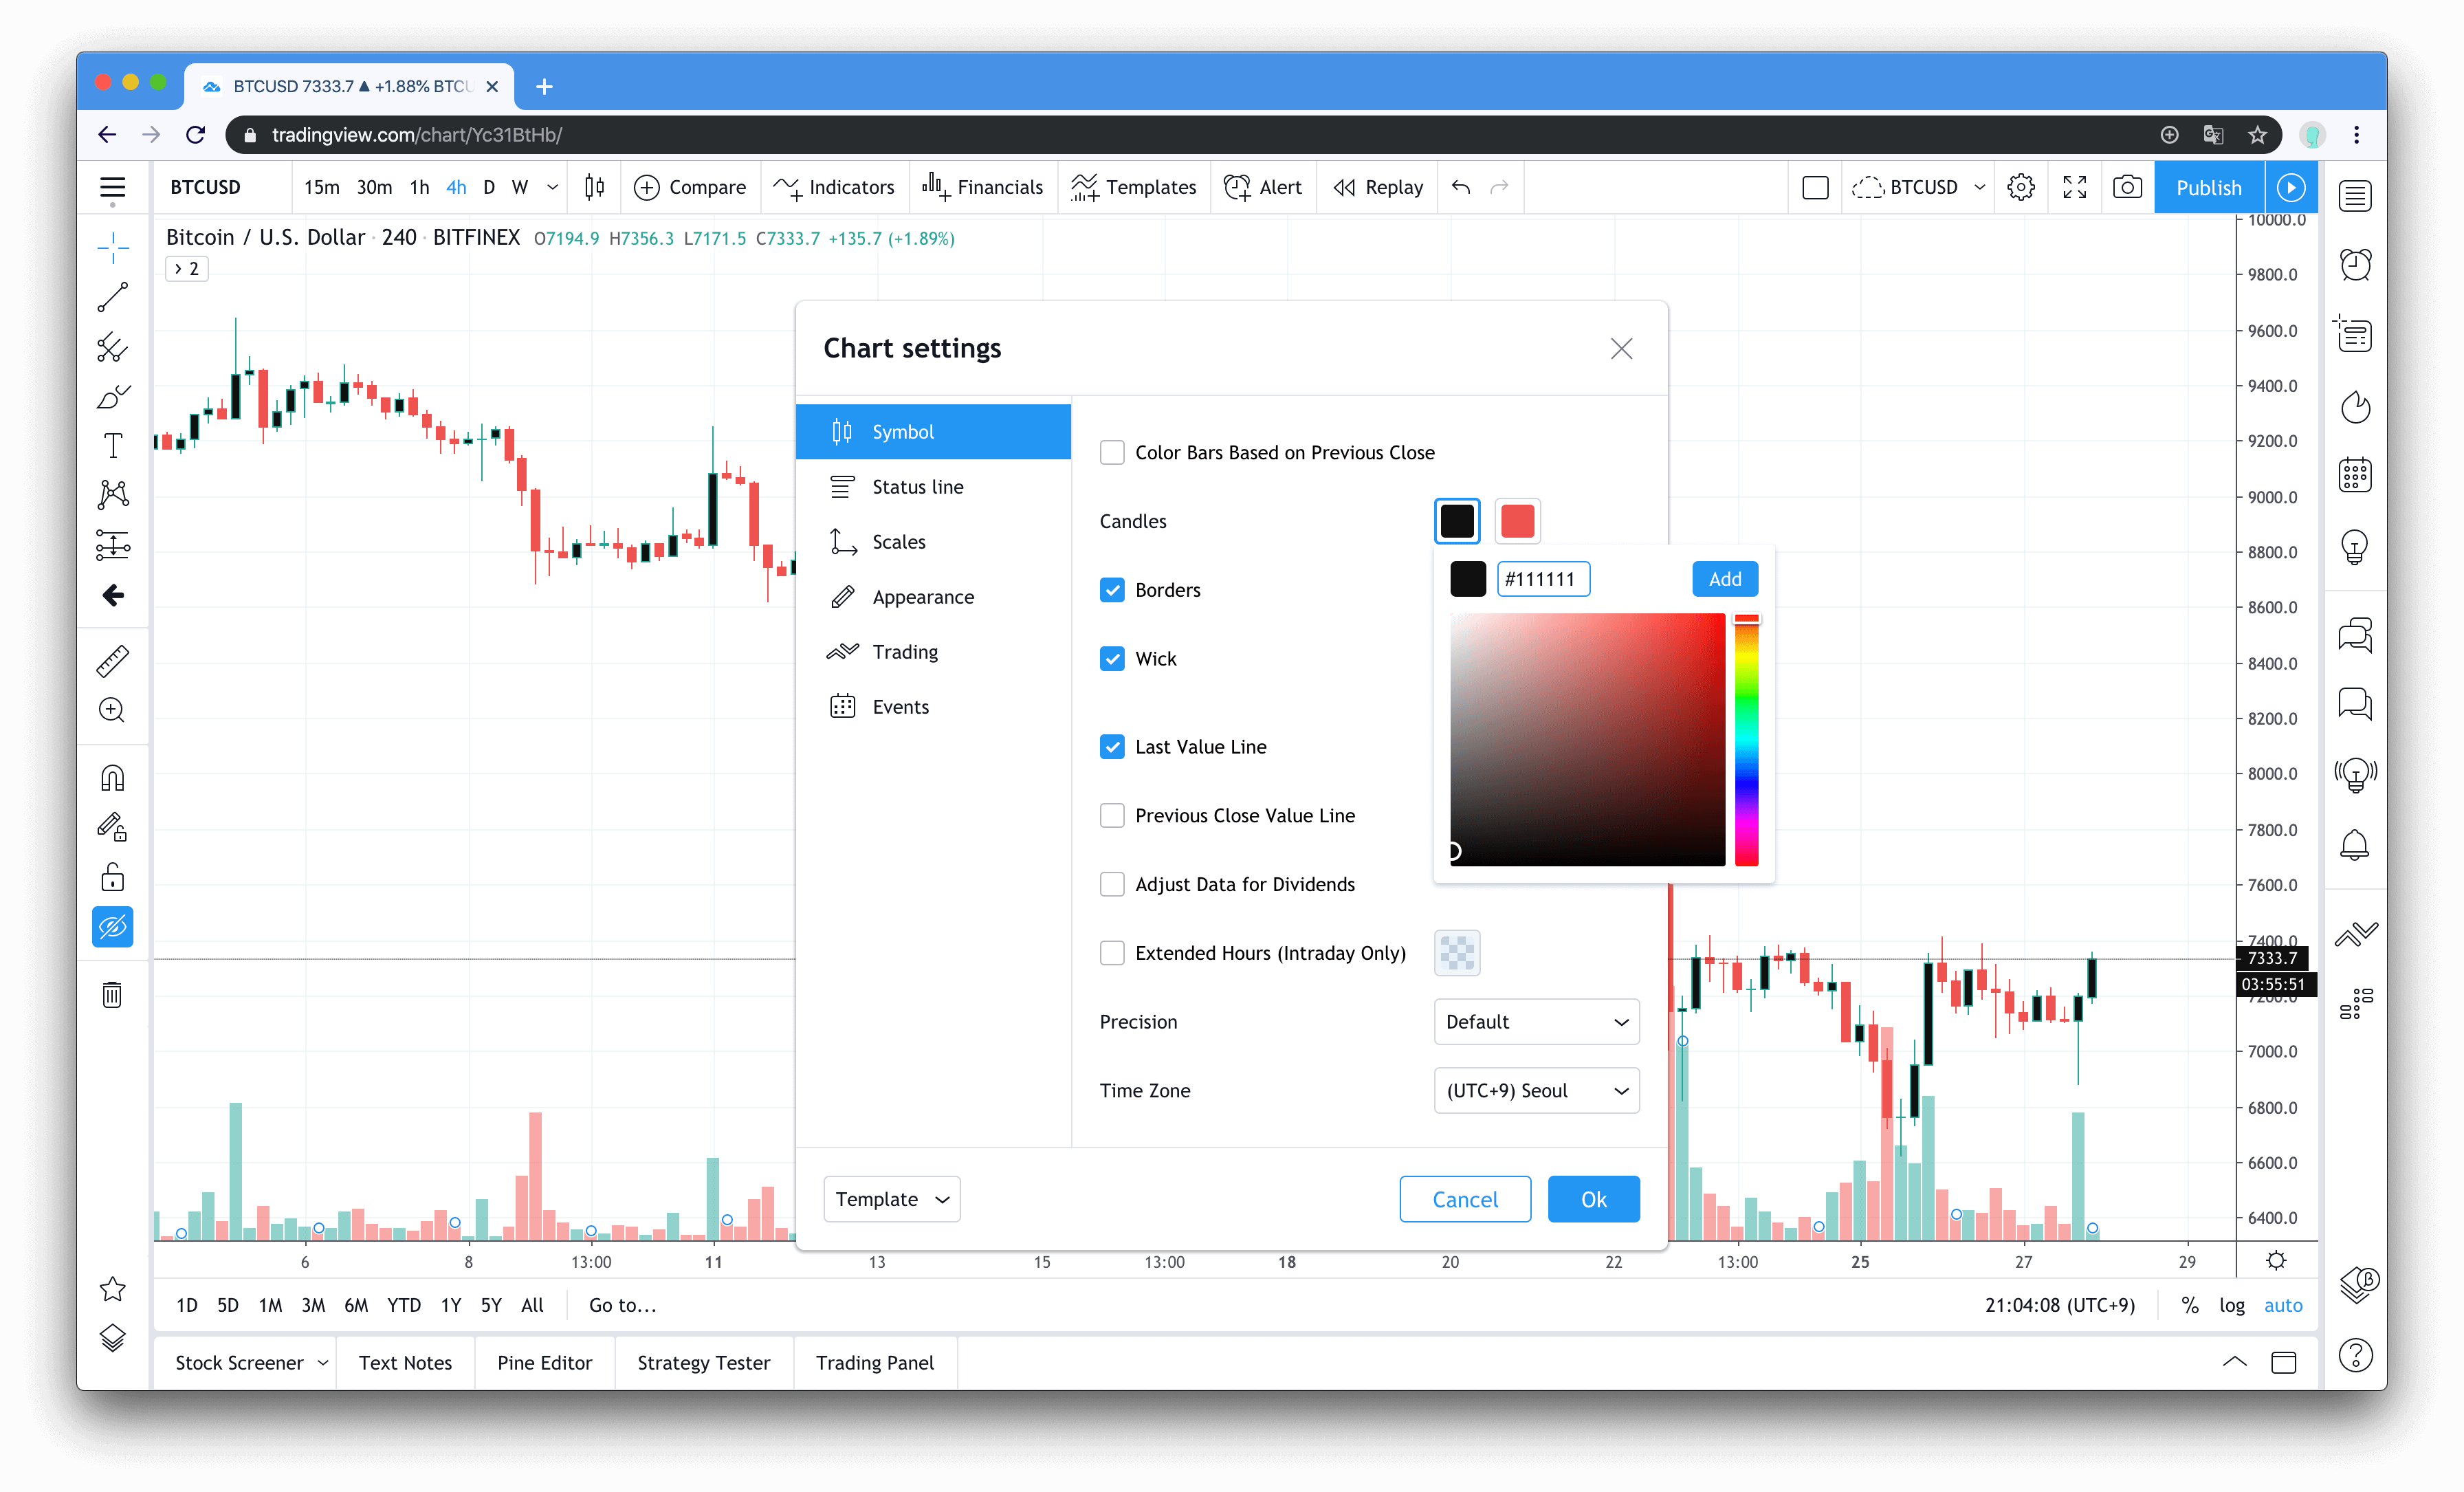 BTCUSD 7333.7 ▲ +1.88% BTCU
tradingview.com/chart/Yc31BtHb/
BTCUSD 15m 30m 1h 4h D W Compare Indicators Financials Templates Alert Replay BTCUSD Publish
Bitcoin / U.S. Dollar · 240 · BITFINEX O7194.9 H7356.3 L7171.5 C7333.7 +135.7 (+1.89%)
> 2
10000.0
9800.0
9600.0
9400.0
9200.0
9000.0
8800.0
8600.0
8400.0
8200.0
8000.0
7800.0
7600.0
7400.0
7333.7
03:55:51
7200.0
7000.0
6800.0
6600.0
6400.0
Chart settings
Symbol
Status line
Scales
Appearance
Trading
Events
Color Bars Based on Previous Close
Candles
#111111 Add
Borders
Wick
Last Value Line
Previous Close Value Line
Adjust Data for Dividends
Extended Hours (Intraday Only)
Precision Default
Time Zone (UTC+9) Seoul
Template Cancel Ok
6 8 13:00 11 13 15 13:00 18 20 22 13:00 25 27 29
1D 5D 1M 3M 6M YTD 1Y 5Y All Go to... 21:04:08 (UTC+9) % log auto
Stock Screener Text Notes Pine Editor Strategy Tester Trading Panel